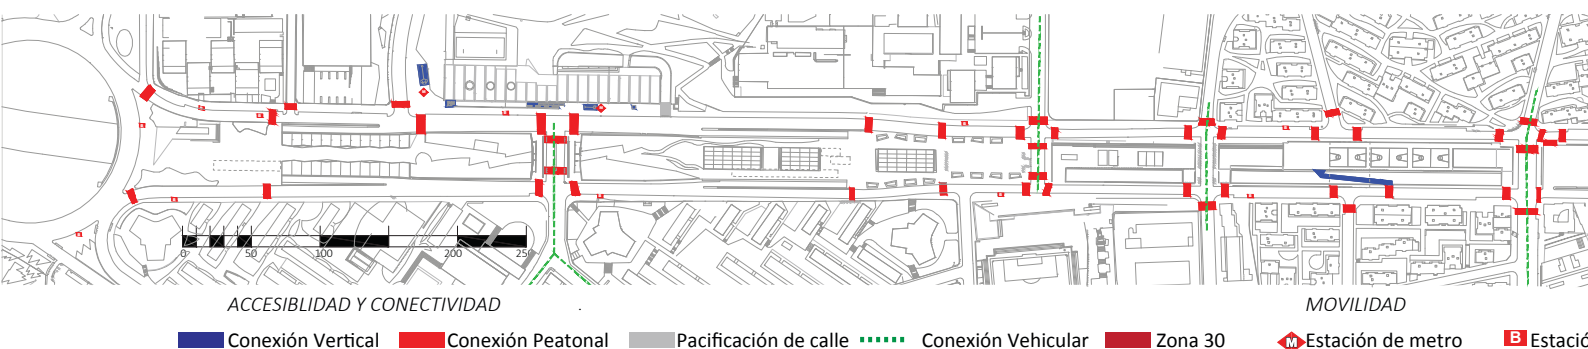 0 50 100 200 250
ACCESIBLIDAD Y CONECTIVIDAD
MOVILIDAD
Conexión Vertical Conexión Peatonal Pacificación de calle Conexión Vehicular Zona 30 M Estación de metro B Estació